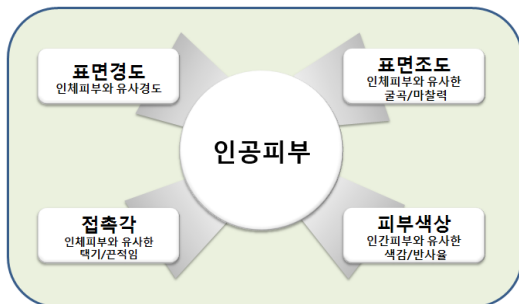 표면경도
인체피부와 유사경도
표면조도
인체피부와 유사한
굴곡/마찰력
인공피부
접촉각
인체피부와 유사한
택기/끈적임
피부색상
인간피부와 유사한
색감/반사율